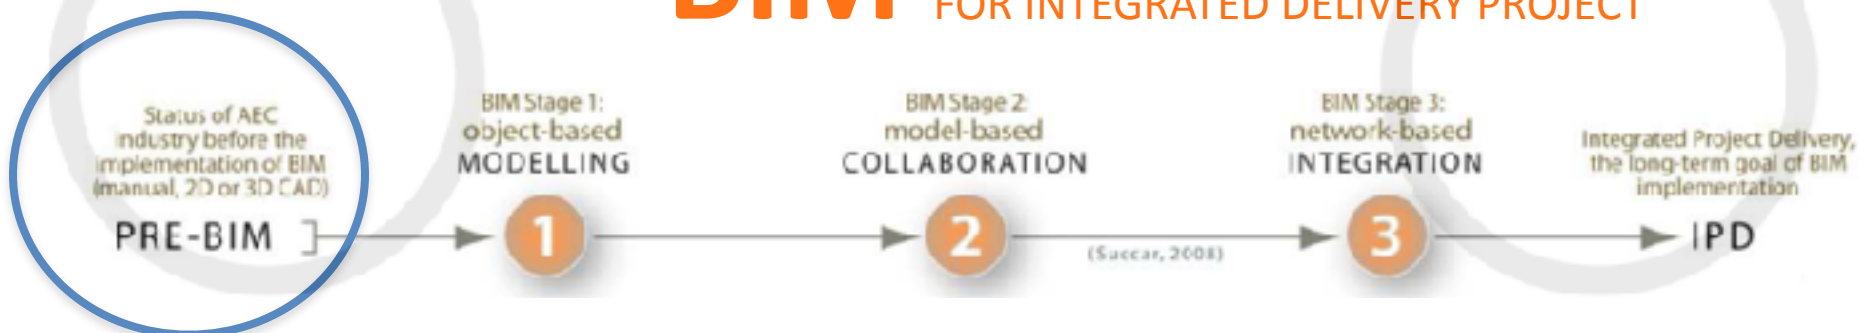 BIM FOR INTEGRATED DELIVERY PROJECT
Status of AEC
industry before the
implementation of BIM
(manual, 2D or 3D CAD)
PRE-BIM
BIM Stage 1:
object-based
MODELLING
1
BIM Stage 2:
model-based
COLLABORATION
2
(Succar, 2008)
BIM Stage 3:
network-based
INTEGRATION
3
Integrated Project Delivery,
the long-term goal of BIM
implementation
IPD